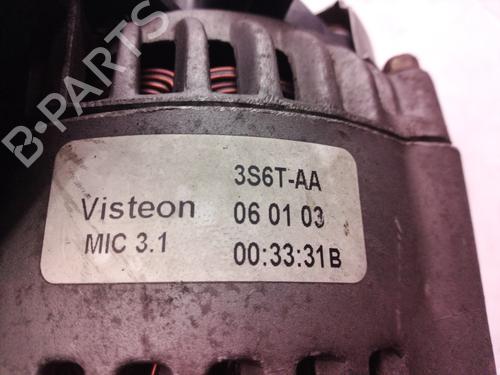 B-PARTS
3S6T-AA
Visteon 06 01 03
MIC 3.1 00:33:31B